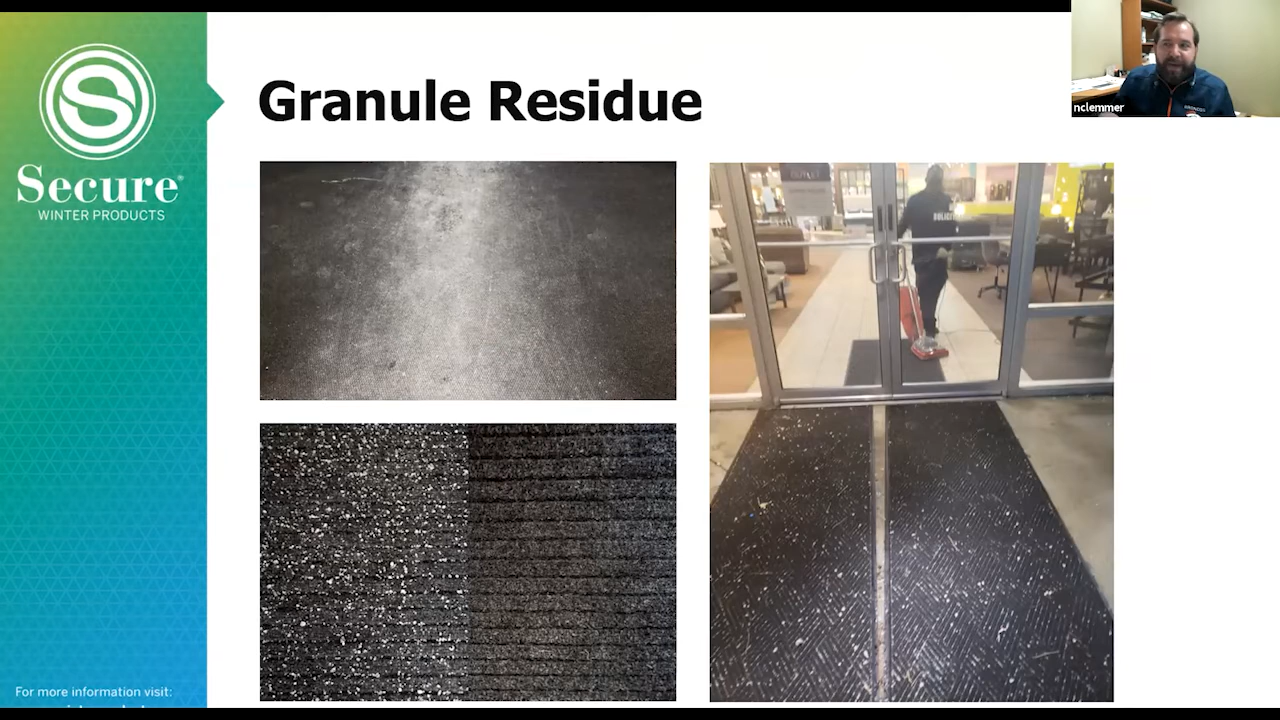 Granule Residue
nclemmer
S
Secure®
WINTER PRODUCTS
For more information visit: